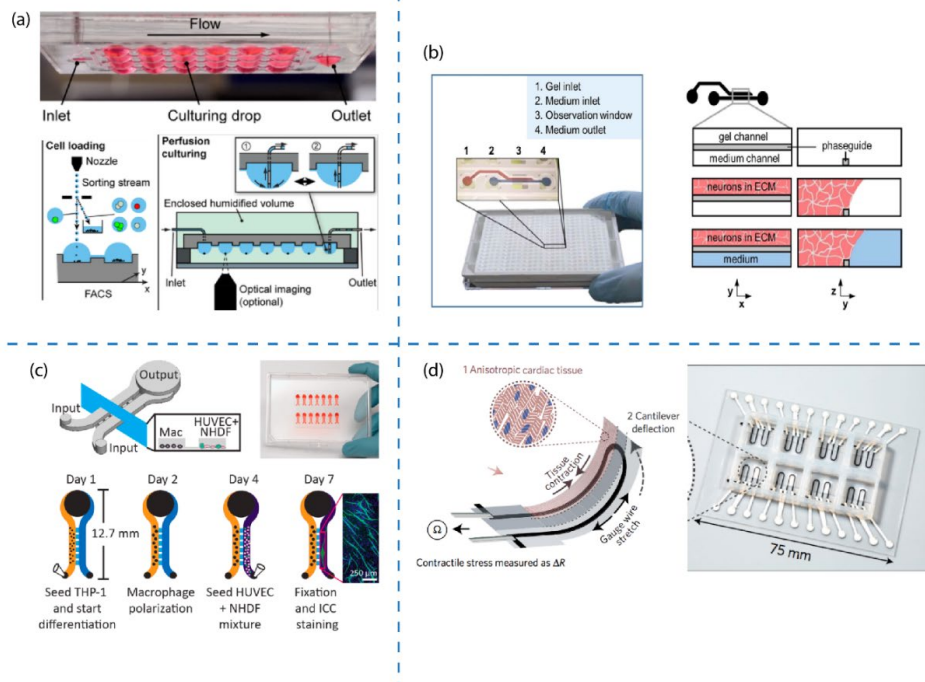 (a)
Flow
Inlet
Culturing drop
Outlet
Cell loading
Nozzle
Sorting stream
FACS
y
x
Perfusion
culturing
1
2
Enclosed humidified volume
Inlet
Optical imaging
(optional)
Outlet
(b)
1. Gel inlet
2. Medium inlet
3. Observation window
4. Medium outlet
1 2 3 4
gel channel
medium channel
phaseguide
neurons in ECM
neurons in ECM
medium
y
x
z
y
(c)
Output
Input
Input
Mac
HUVEC+
NHDF
Day 1
Day 2
Day 4
Day 7
12.7 mm
250 µm
Seed THP-1
and start
differentiation
Macrophage
polarization
Seed HUVEC
+ NHDF
mixture
Fixation
and ICC
staining
(d)
1 Anisotropic cardiac tissue
2 Cantilever
deflection
Tissue
contraction
Gauge wire
stretch
Ω
Contractile stress measured as ΔR
75 mm